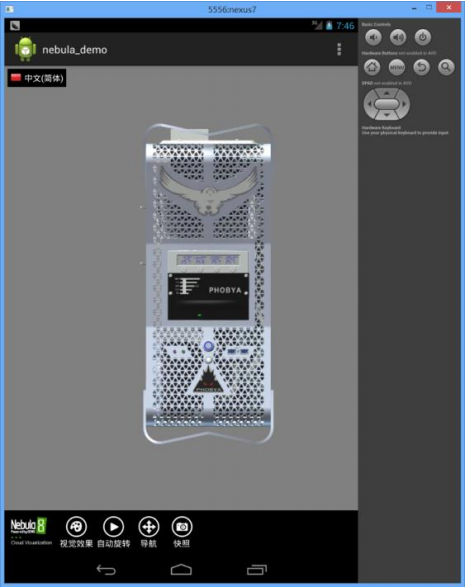 5556:nexus7
3G 7:46
nebula_demo
中文(简体)
PHOBYA
PHOBYA
Nebula 8
Cloud Visualization
视觉效果 自动旋转 导航 快照
Basic Controls
Hardware Buttons not enabled in AVD
MENU
DPAD not enabled in AVD
Hardware Keyboard
Use your physical keyboard to provide input